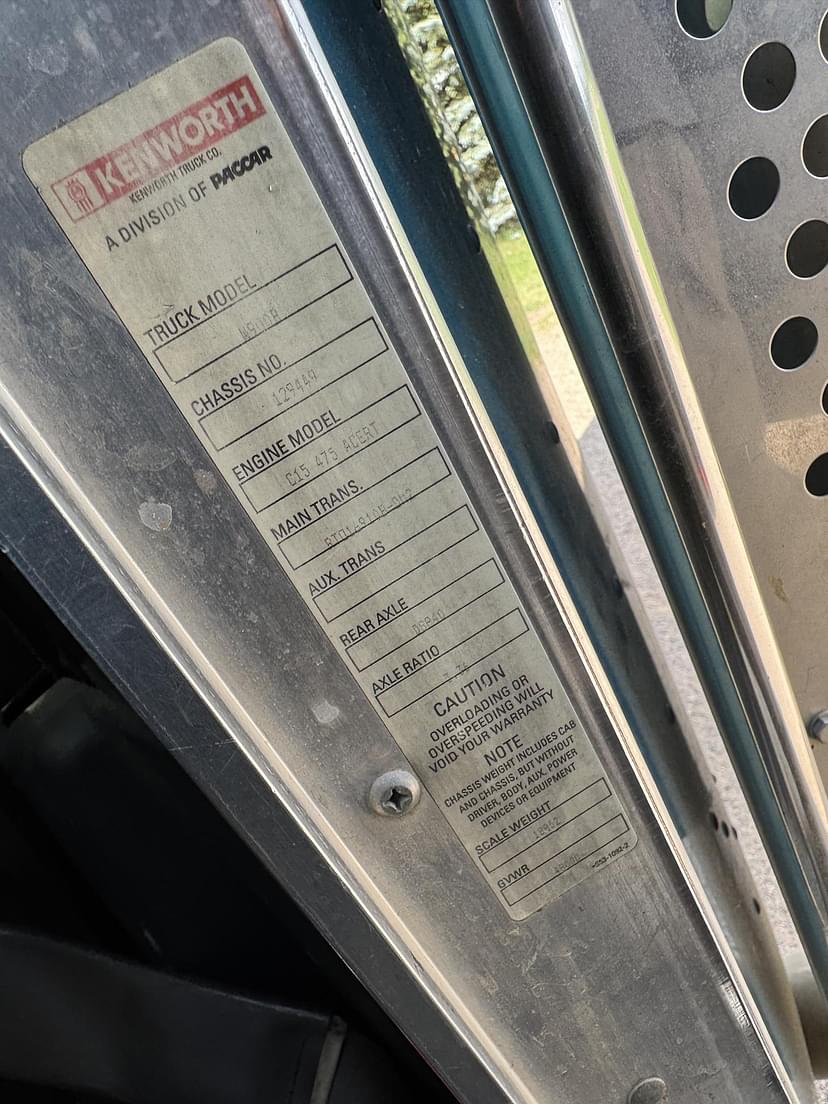 KENWORTH
KENWORTH TRUCK CO.
A DIVISION OF PACCAR
TRUCK MODEL
W900B
CHASSIS NO.
129449
ENGINE MODEL
C15 475 ACERT
MAIN TRANS.
AUX. TRANS
REAR AXLE
AXLE RATIO
CAUTION
OVERLOADING OR
OVERSPEEDING WILL
VOID YOUR WARRANTY
NOTE
CHASSIS WEIGHT INCLUDES CAB
AND CHASSIS, BUT WITHOUT
DRIVER, BODY, AUX. POWER
DEVICES OR EQUIPMENT
SCALE WEIGHT
GVWR